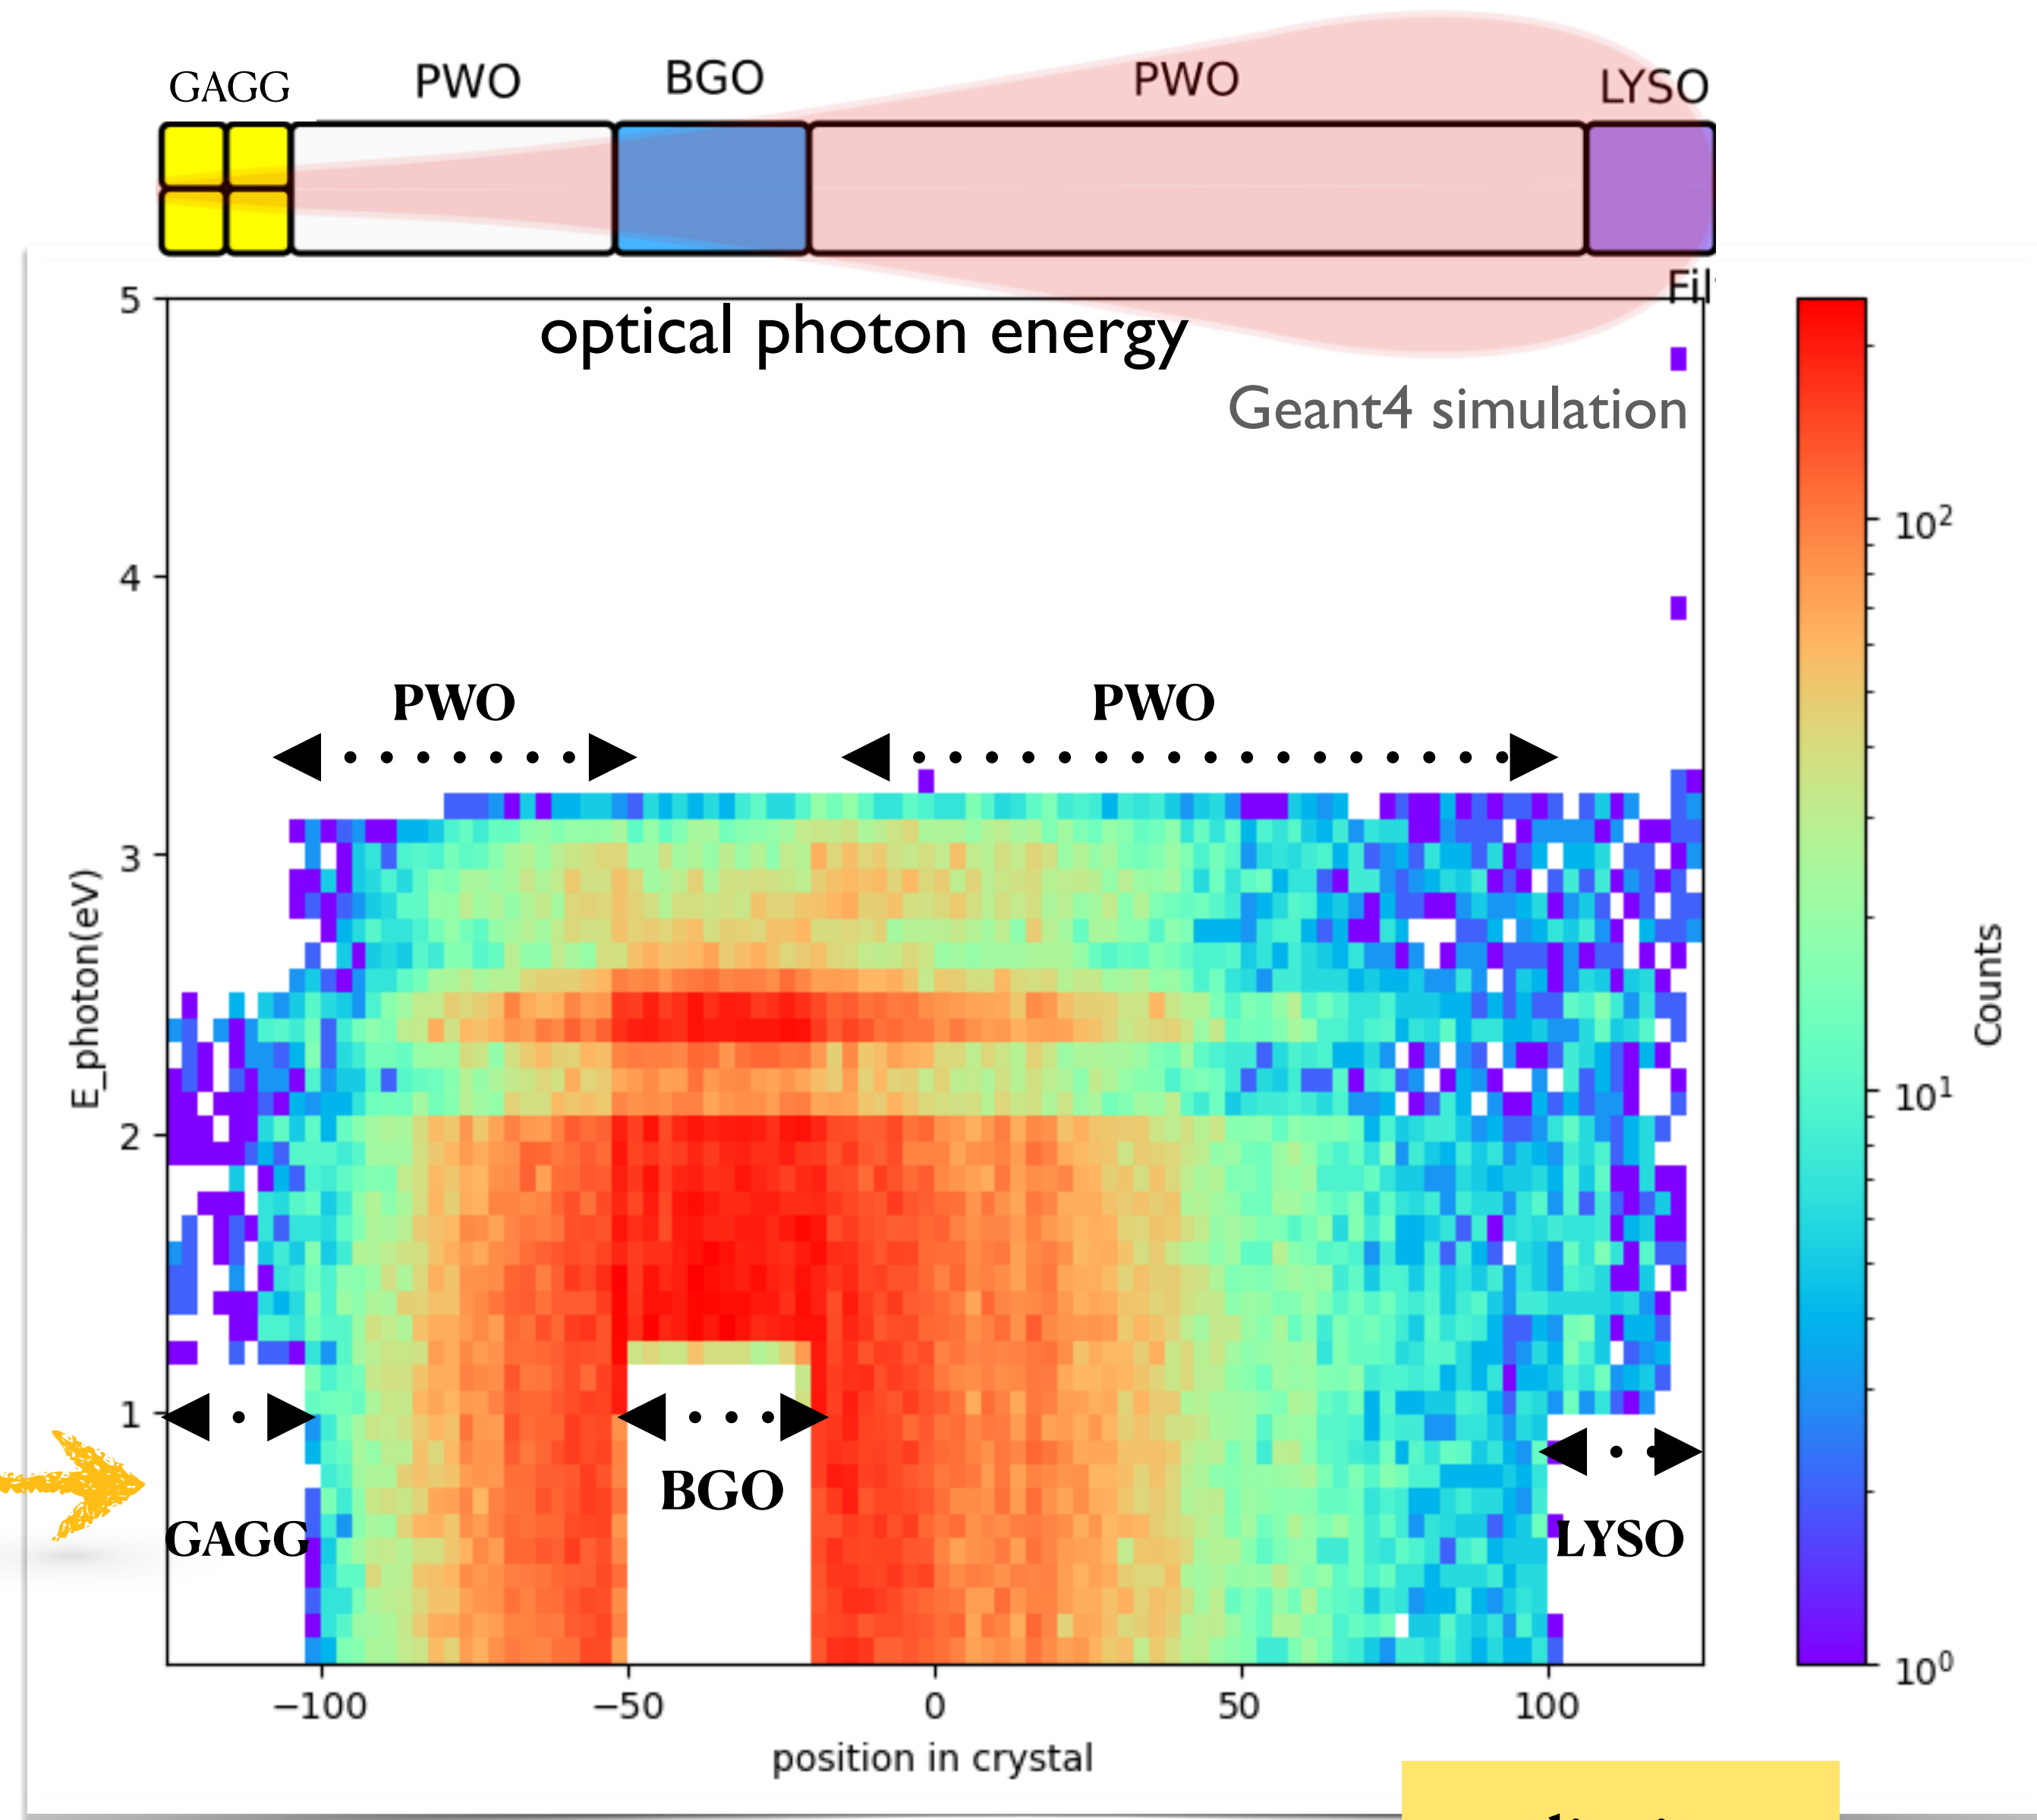 GAGG PWO BGO PWO LYSO
Fil
optical photon energy
Geant4 simulation
5
4
3
2
1
E_photon(eV)
PWO PWO
BGO
GAGG LYSO
−100 −50 0 50 100
position in crystal
10²
10¹
10⁰
Counts